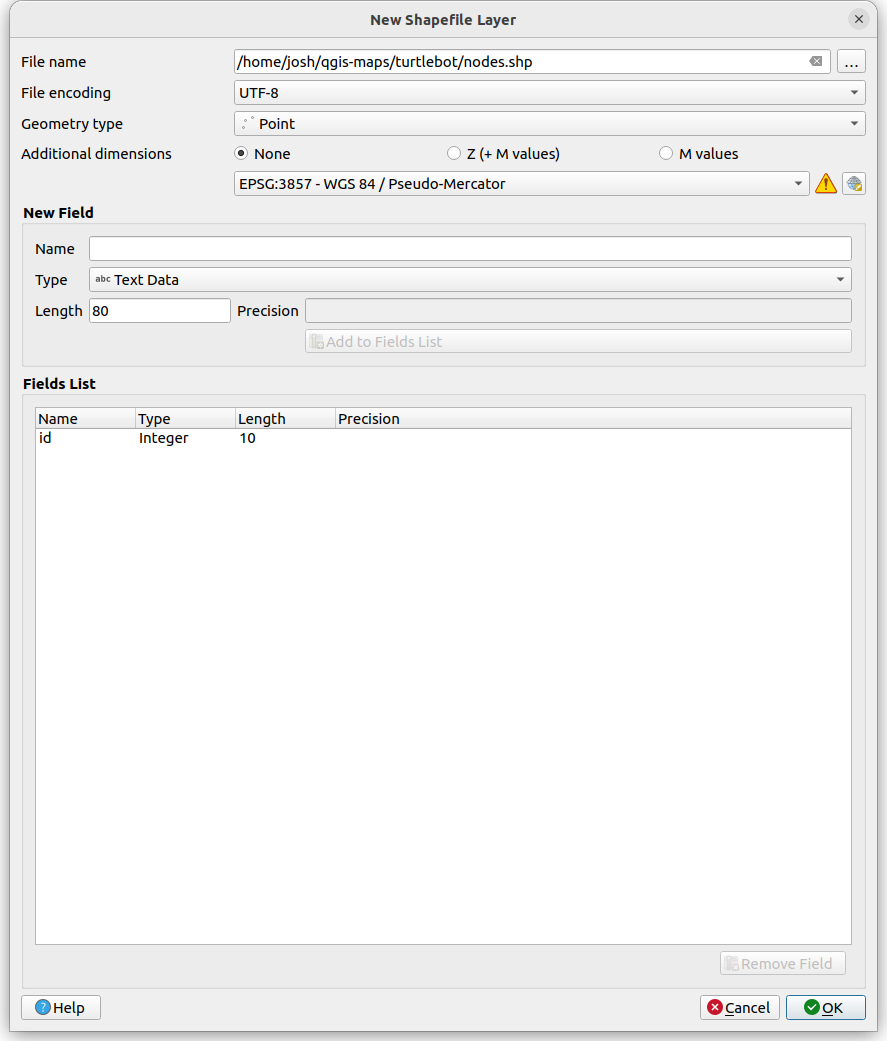 New Shapefile Layer
File name /home/josh/qgis-maps/turtlebot/nodes.shp ...
File encoding UTF-8
Geometry type Point
Additional dimensions None Z (+ M values) M values
EPSG:3857 - WGS 84 / Pseudo-Mercator
New Field
Name
Type abc Text Data
Length 80 Precision
Add to Fields List
Fields List
Name Type Length Precision
id Integer 10
Remove Field
Help Cancel OK